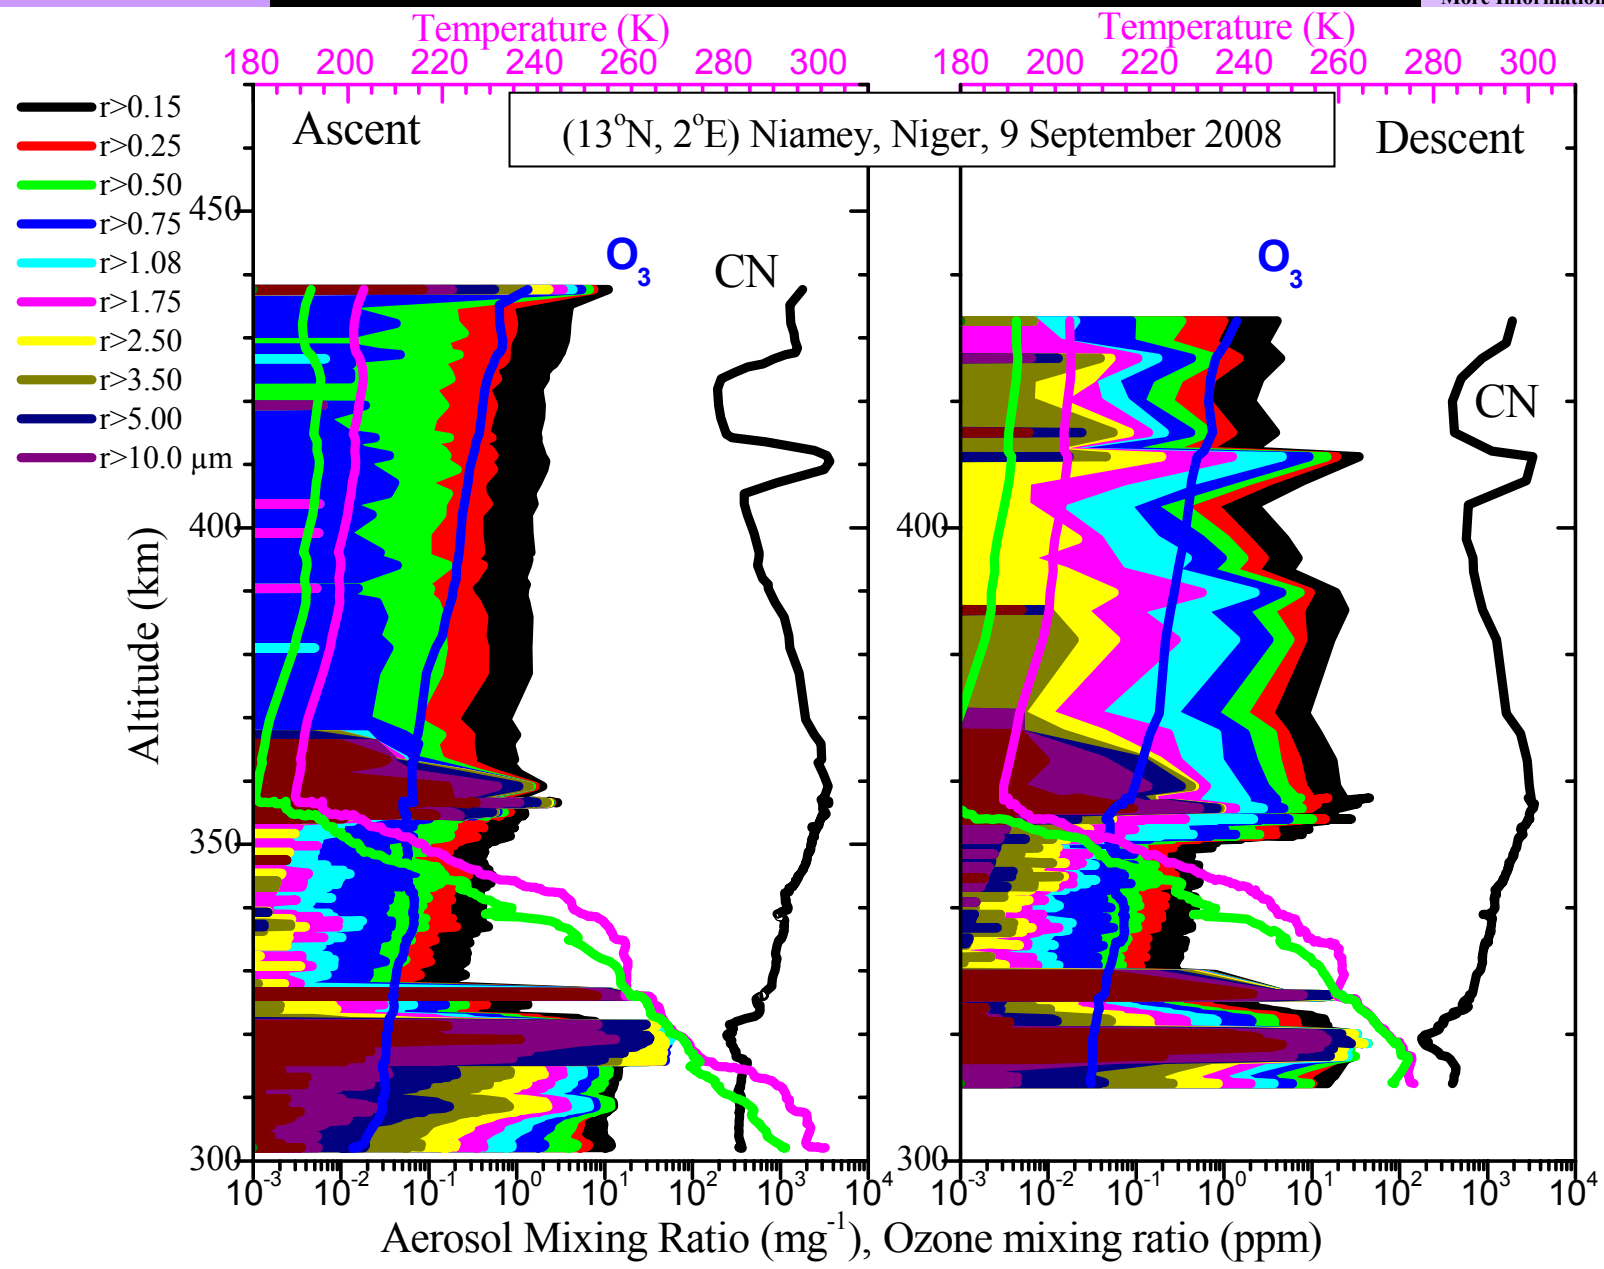 More Information
Temperature (K)
Temperature (K)
180 200 220 240 260 280 300
180 200 220 240 260 280 300
r>0.15
r>0.25
r>0.50
r>0.75
r>1.08
r>1.75
r>2.50
r>3.50
r>5.00
r>10.0 µm
Ascent
(13°N, 2°E) Niamey, Niger, 9 September 2008
Descent
O₃
CN
O₃
CN
Altitude (km)
450
400
350
300
400
300
10⁻³ 10⁻² 10⁻¹ 10⁰ 10¹ 10² 10³ 10⁴
10⁻³ 10⁻² 10⁻¹ 10⁰ 10¹ 10² 10³ 10⁴
Aerosol Mixing Ratio (mg⁻¹), Ozone mixing ratio (ppm)